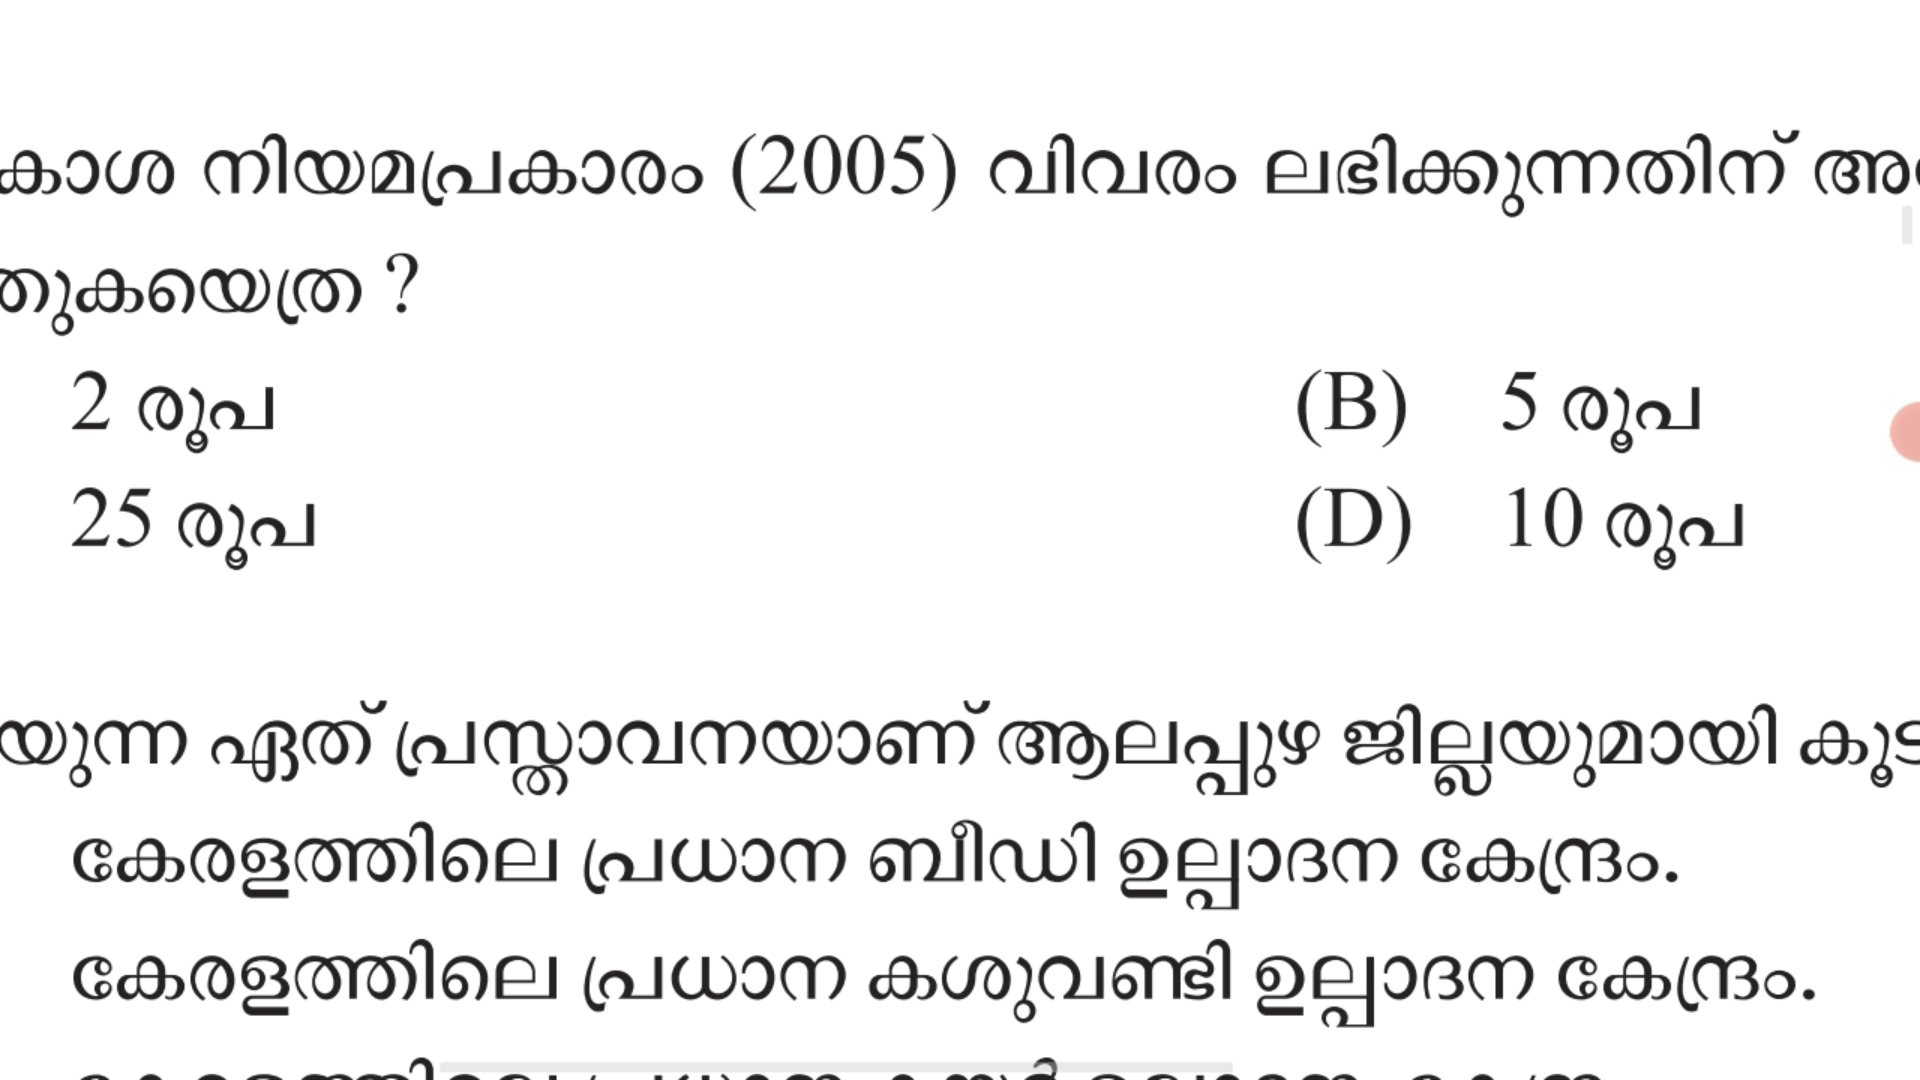 കാശ നിയമപ്രകാരം (2005) വിവരം ലഭിക്കുന്നതിന്
തുകയെത്ര ?
2 രൂപ (B) 5 രൂപ
25 രൂപ (D) 10 രൂപ
യുന്ന ഏത് പ്രസ്താവനയാണ് ആലപ്പുഴ ജില്ലയുമായി
കേരളത്തിലെ പ്രധാന ബീഡി ഉല്പാദന കേന്ദ്രം.
കേരളത്തിലെ പ്രധാന കശുവണ്ടി ഉല്പാദന കേന്ദ്രം.